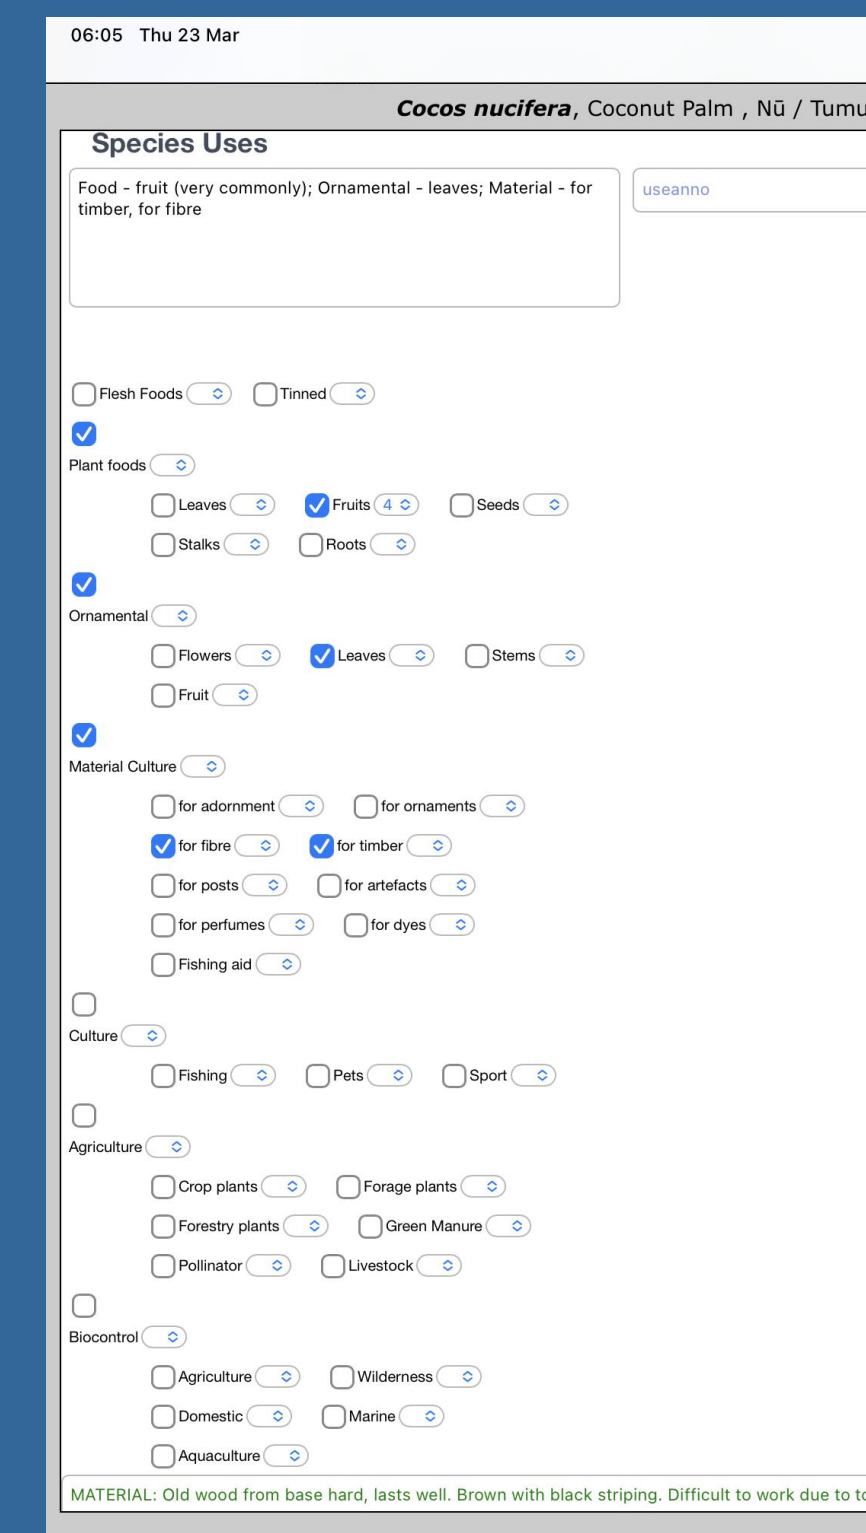 06:05 Thu 23 Mar
Cocos nucifera, Coconut Palm , Nū / Tumu
Species Uses
Food - fruit (very commonly); Ornamental - leaves; Material - for
timber, for fibre
useanno
Flesh Foods Tinned
Plant foods
Leaves Fruits 4 Seeds
Stalks Roots
Ornamental
Flowers Leaves Stems
Fruit
Material Culture
for adornment for ornaments
for fibre for timber
for posts for artefacts
for perfumes for dyes
Fishing aid
Culture
Fishing Pets Sport
Agriculture
Crop plants Forage plants
Forestry plants Green Manure
Pollinator Livestock
Biocontrol
Agriculture Wilderness
Domestic Marine
Aquaculture
MATERIAL: Old wood from base hard, lasts well. Brown with black striping. Difficult to work due to